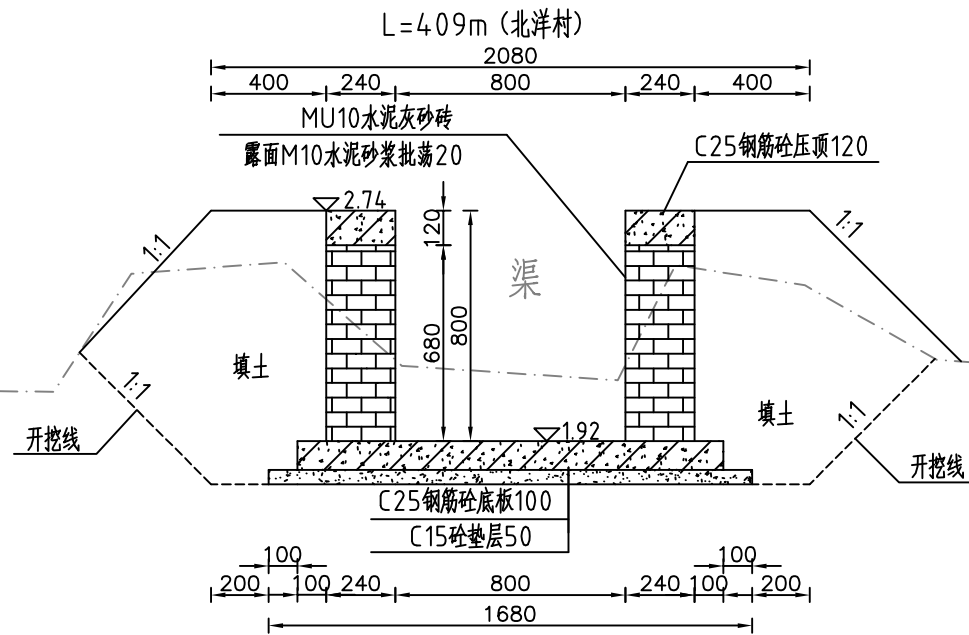 L=409m (北洋村)
2080
400 240 800 240 400
MU10水泥灰砂砖
露面M10水泥砂浆批荡20
C25钢筋砼压顶120
2.74
120
1:1
1:1
渠
680
800
填土
1:1
填土
1:1
开挖线
1.92
开挖线
C25钢筋砼底板100
C15砼垫层50
100
100
200 100 240 800 240 100 200
1680